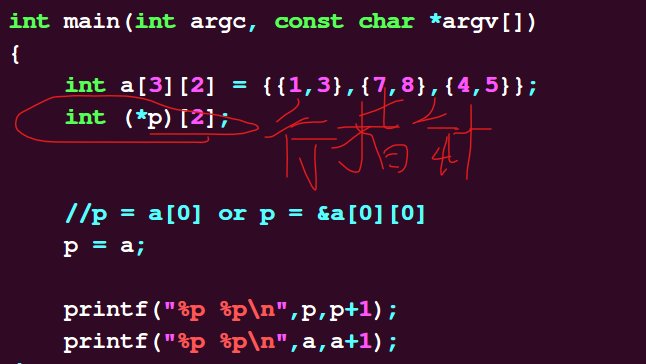 int main(int argc, const char *argv[])
{
int a[3][2] = {{1,3},{7,8},{4,5}};
int (*p)[2];
行指针
//p = a[0] or p = &a[0][0]
p = a;
printf("%p %p\n",p,p+1);
printf("%p %p\n",a,a+1);